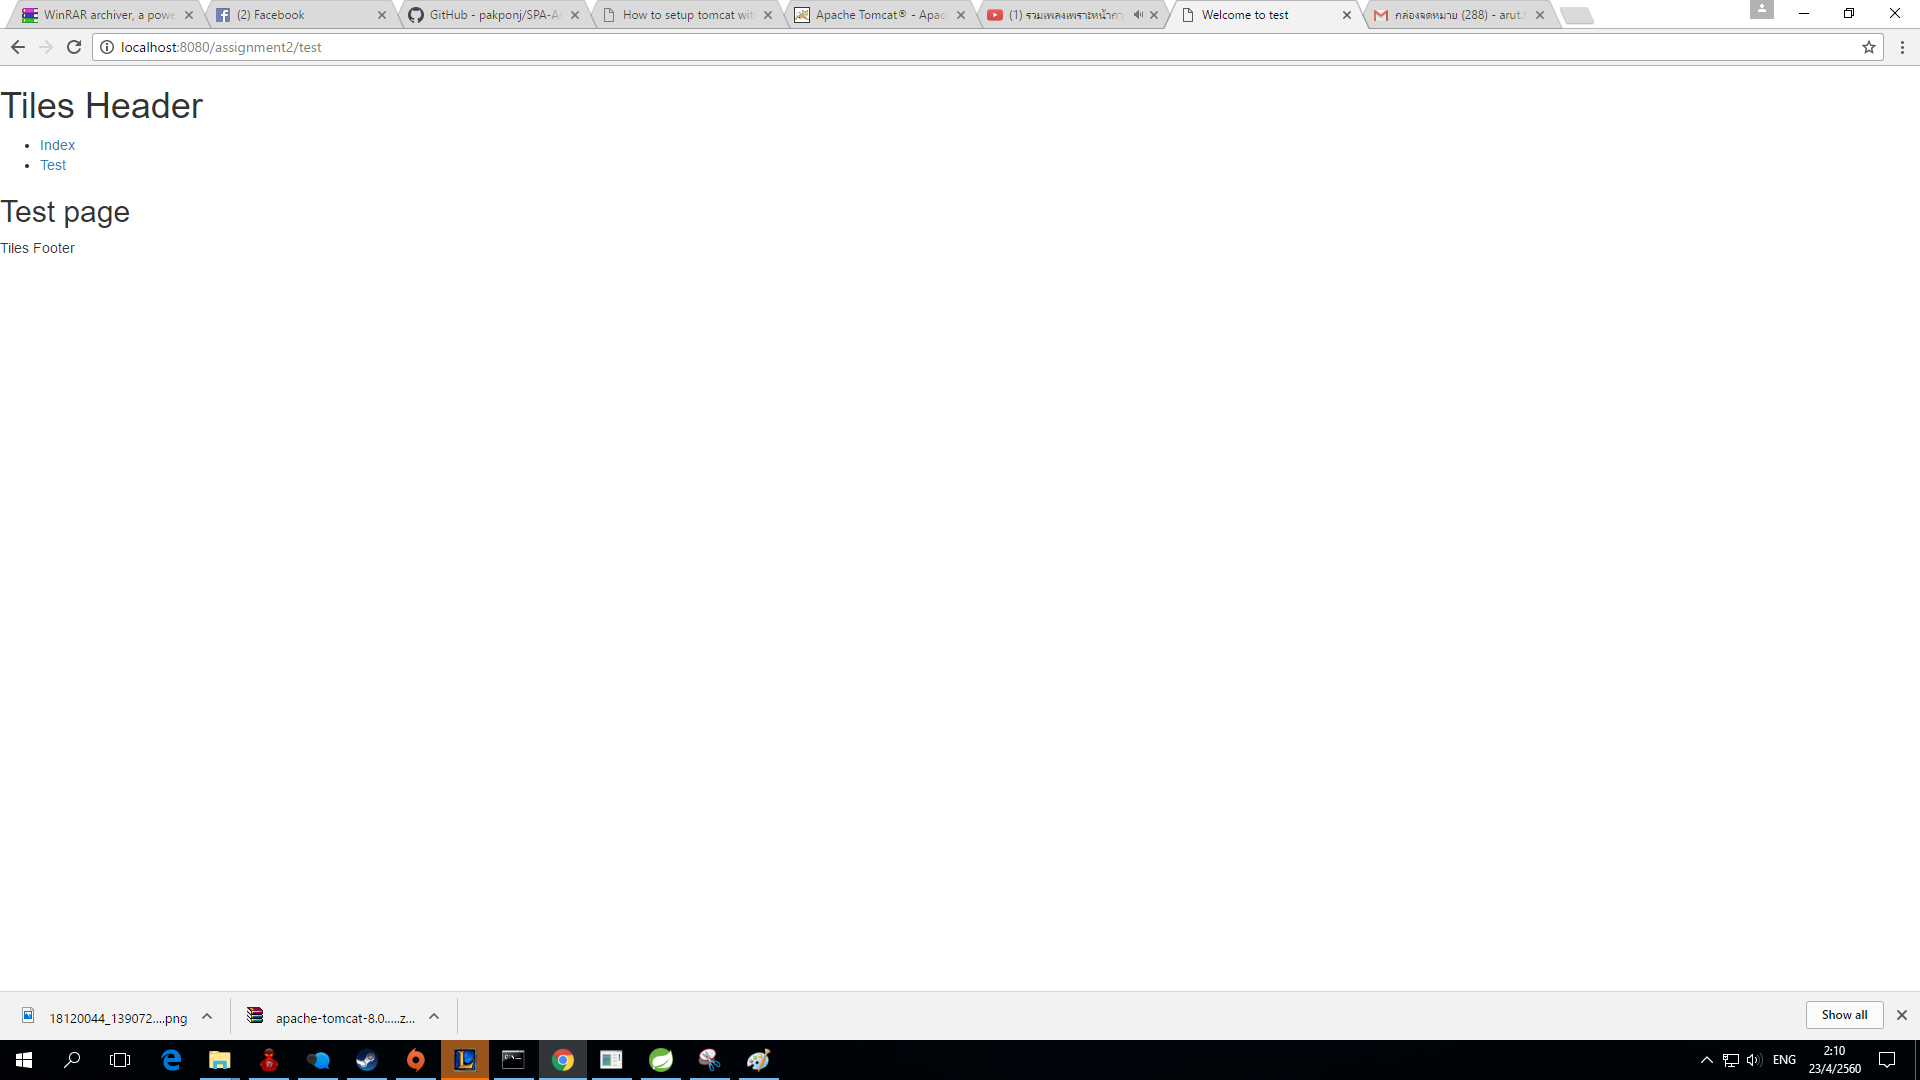 WinRAR archiver, a powe
(2) Facebook
GitHub - pakponj/SPA-A
How to setup tomcat wit
Apache Tomcat® - Apac
(1) รวมเพลงเพราะหน้ากา
Welcome to test
กล่องจดหมาย (288) - arut.
localhost:8080/assignment2/test
Tiles Header
Index
Test
Test page
Tiles Footer
18120044_139072....png
apache-tomcat-8.0.....z...
Show all
ENG
2:10
23/4/2560